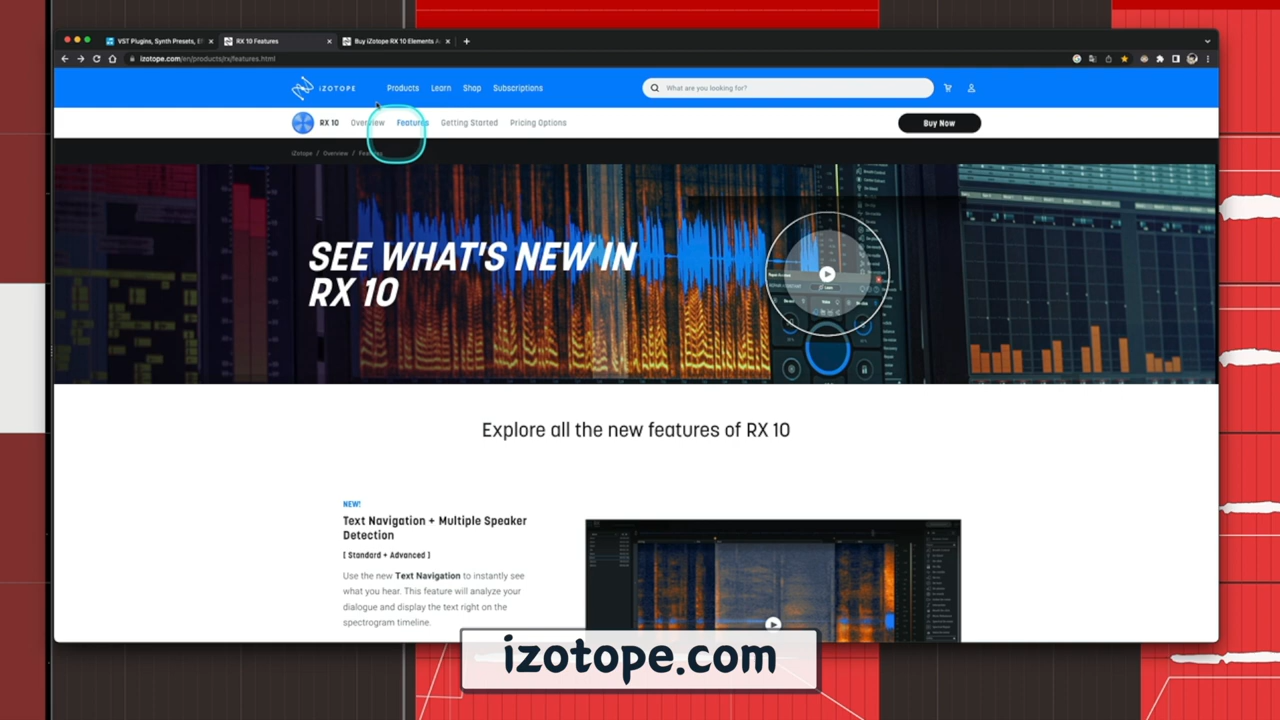 VST Plugins, Synth Presets, E
RX 10 Features
Buy iZotope RX 10 Elements A
izotope.com/en/products/rx/features.html
iZOTOPE
Products
Learn
Shop
Subscriptions
What are you looking for?
RX 10
Overview
Features
Getting Started
Pricing Options
Buy Now
iZotope / Overview / Features
SEE WHAT'S NEW IN
RX 10
Explore all the new features of RX 10
NEW!
Text Navigation + Multiple Speaker
Detection
[ Standard + Advanced ]
Use the new Text Navigation to instantly see
what you hear. This feature will analyze your
dialogue and display the text right on the
spectrogram timeline.
izotope.com